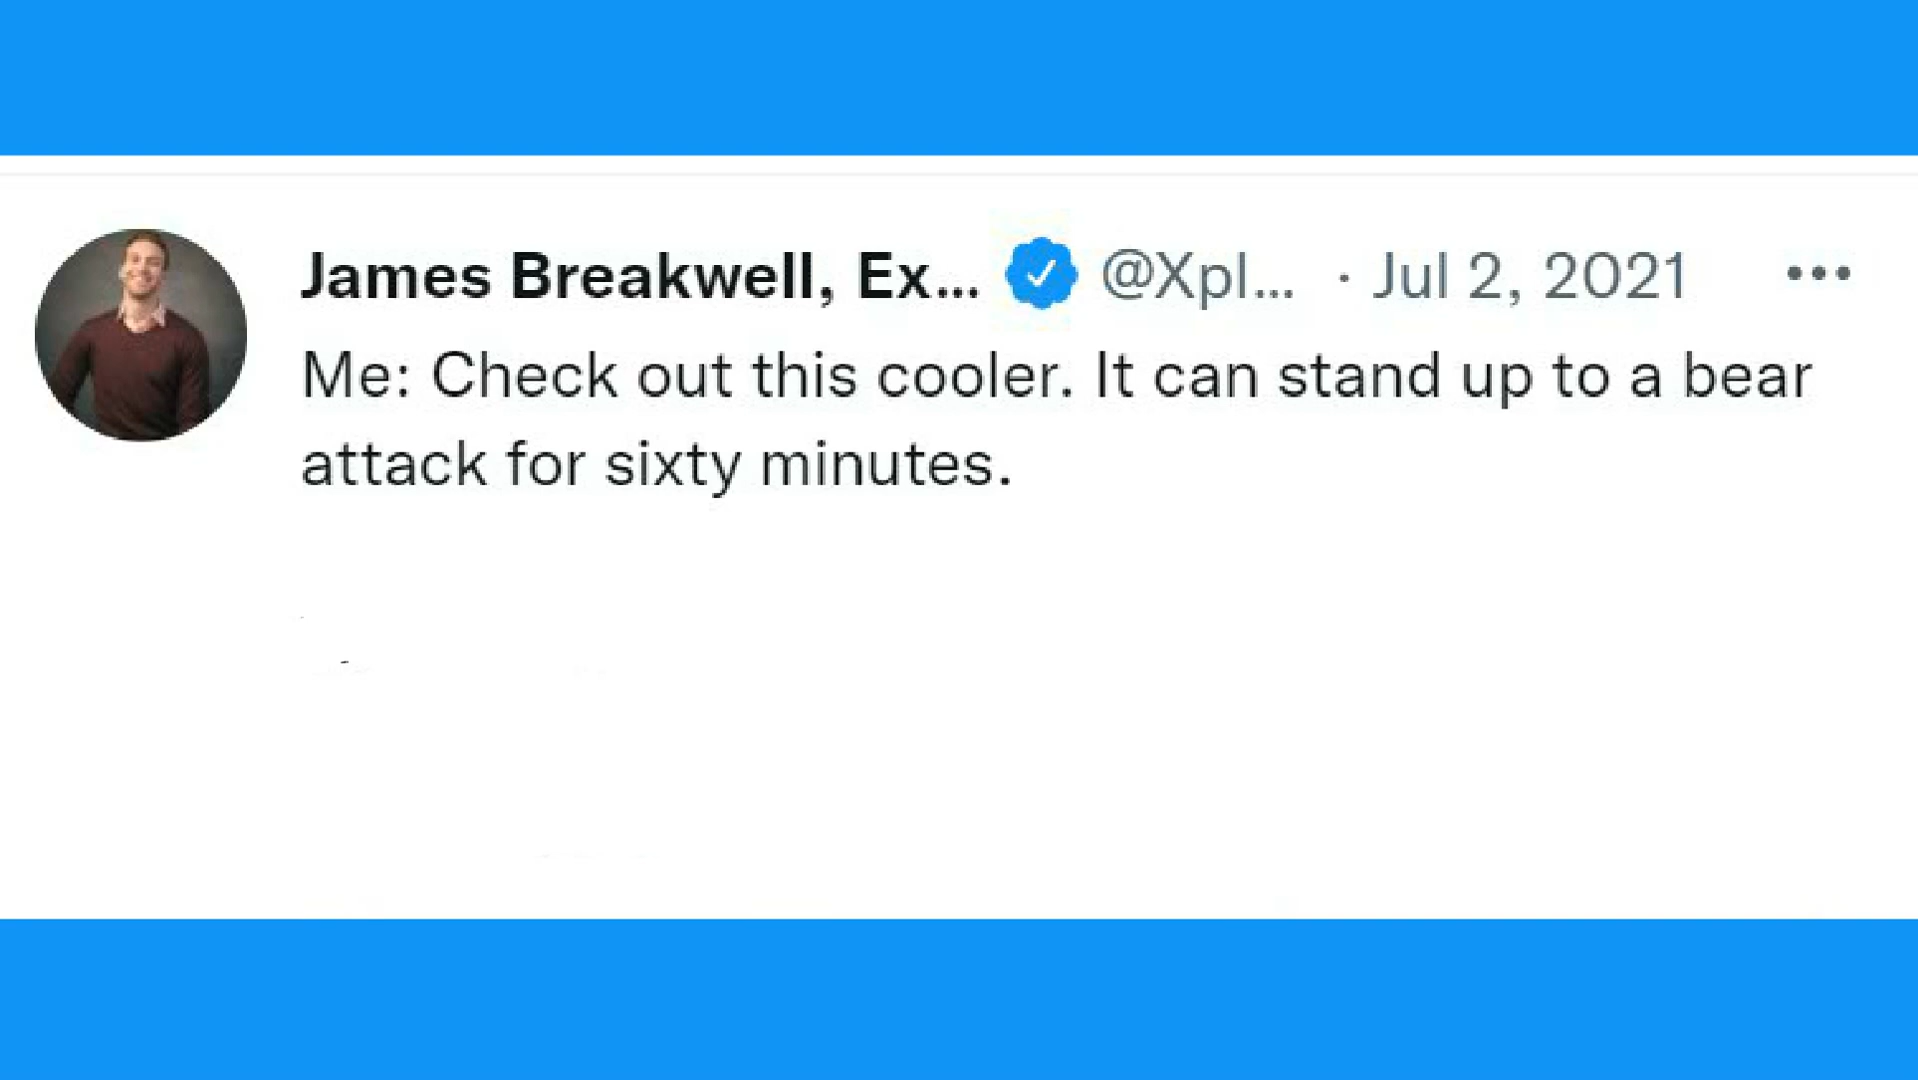 James Breakwell, Ex... @Xpl... · Jul 2, 2021
Me: Check out this cooler. It can stand up to a bear
attack for sixty minutes.